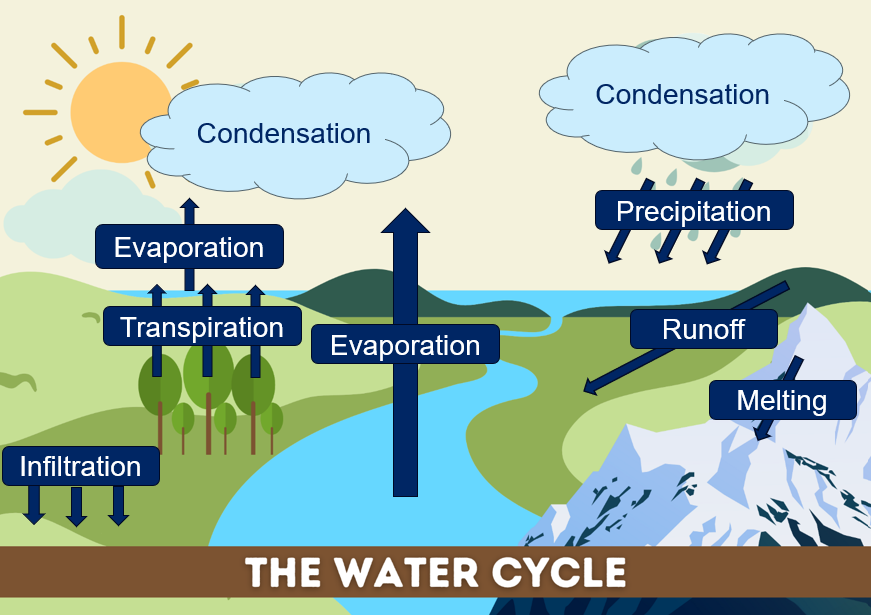 Condensation
Condensation
Precipitation
Evaporation
Transpiration
Evaporation
Runoff
Melting
Infiltration
THE WATER CYCLE